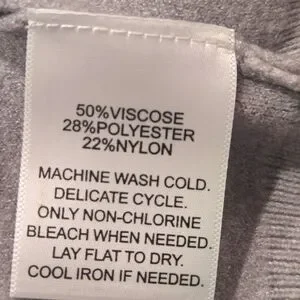 50%VISCOSE
28%POLYESTER
22%NYLON
MACHINE WASH COLD.
DELICATE CYCLE.
ONLY NON-CHLORINE
BLEACH WHEN NEEDED.
LAY FLAT TO DRY.
COOL IRON IF NEEDED.